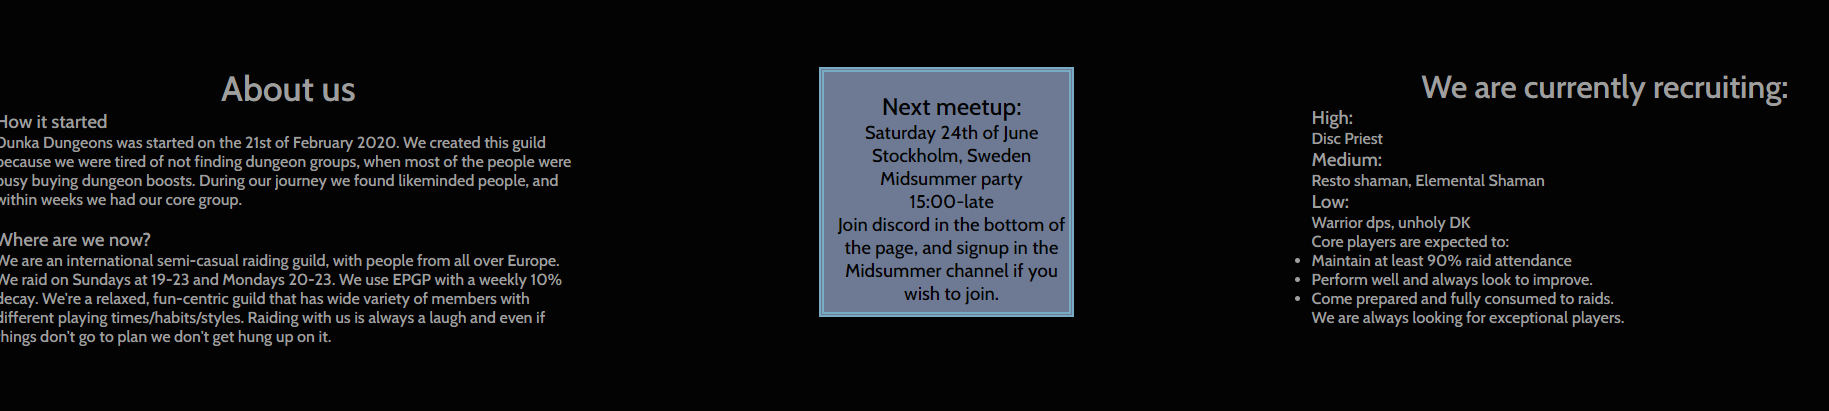 About us
How it started
Dunka Dungeons was started on the 21st of February 2020. We created this guild
because we were tired of not finding dungeon groups, when most of the people were
busy buying dungeon boosts. During our journey we found likeminded people, and
within weeks we had our core group.
Where are we now?
We are an international semi-casual raiding guild, with people from all over Europe.
We raid on Sundays at 19-23 and Mondays 20-23. We use EPGP with a weekly 10%
decay. We're a relaxed, fun-centric guild that has wide variety of members with
different playing times/habits/styles. Raiding with us is always a laugh and even if
things don't go to plan we don't get hung up on it.
Next meetup:
Saturday 24th of June
Stockholm, Sweden
Midsummer party
15:00-late
Join discord in the bottom of
the page, and signup in the
Midsummer channel if you
wish to join.
We are currently recruiting:
High:
Disc Priest
Medium:
Resto shaman, Elemental Shaman
Low:
Warrior dps, unholy DK
Core players are expected to:
• Maintain at least 90% raid attendance
• Perform well and always look to improve.
• Come prepared and fully consumed to raids.
We are always looking for exceptional players.